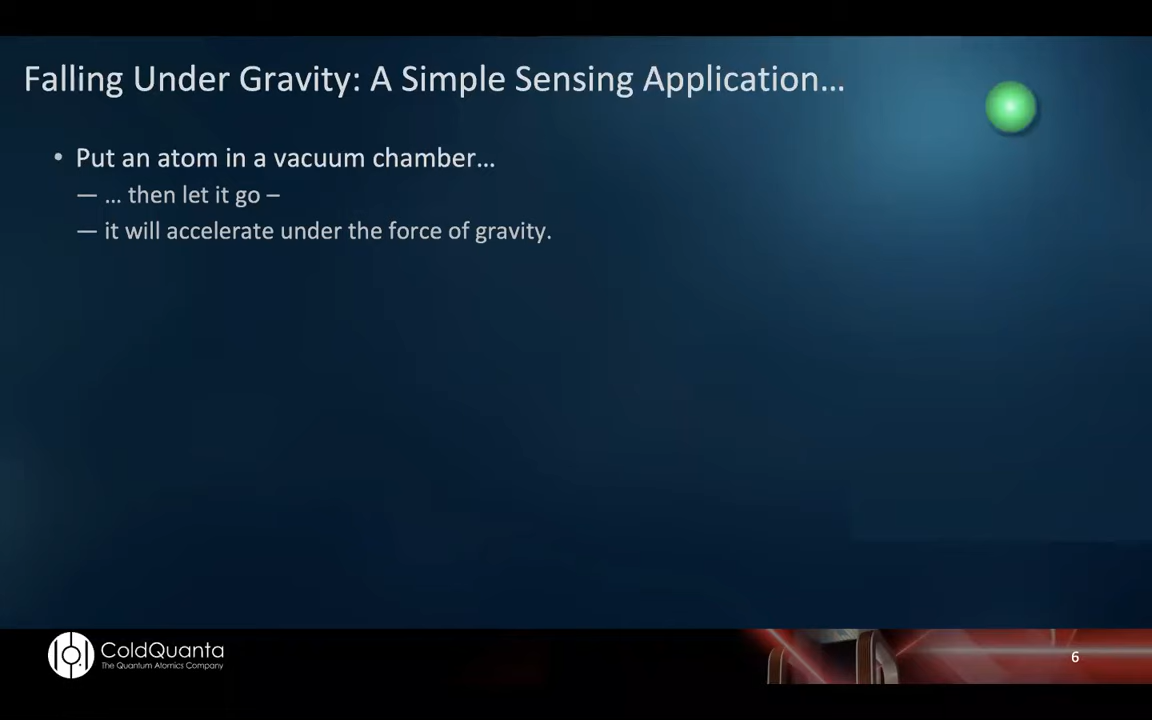 Falling Under Gravity: A Simple Sensing Application…
• Put an atom in a vacuum chamber…
— … then let it go –
— it will accelerate under the force of gravity.
ColdQuanta
The Quantum Atomics Company
6